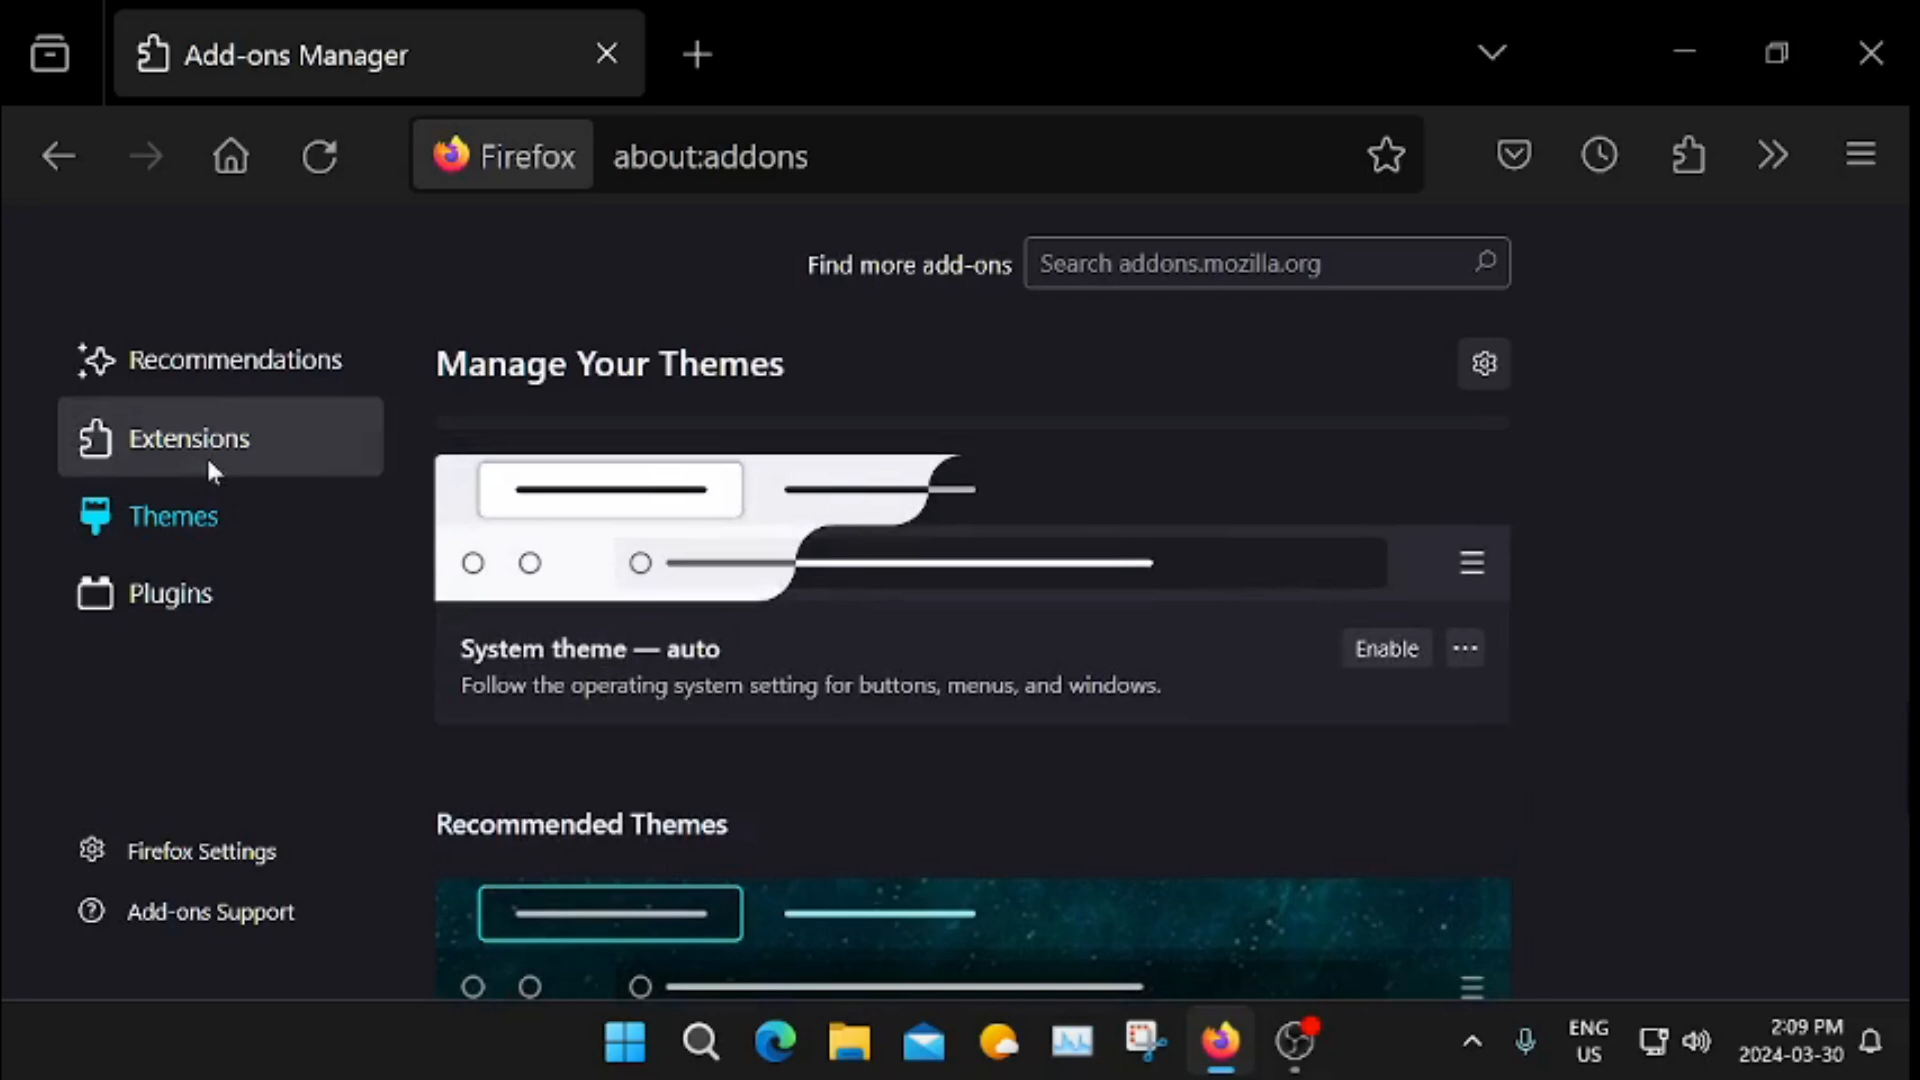 Add-ons Manager
Firefox about:addons
Find more add-ons Search addons.mozilla.org
Recommendations
Extensions
Themes
Plugins
Firefox Settings
Add-ons Support
Manage Your Themes
System theme — auto
Follow the operating system setting for buttons, menus, and windows.
Enable
Recommended Themes
ENG
US
2:09 PM
2024-03-30